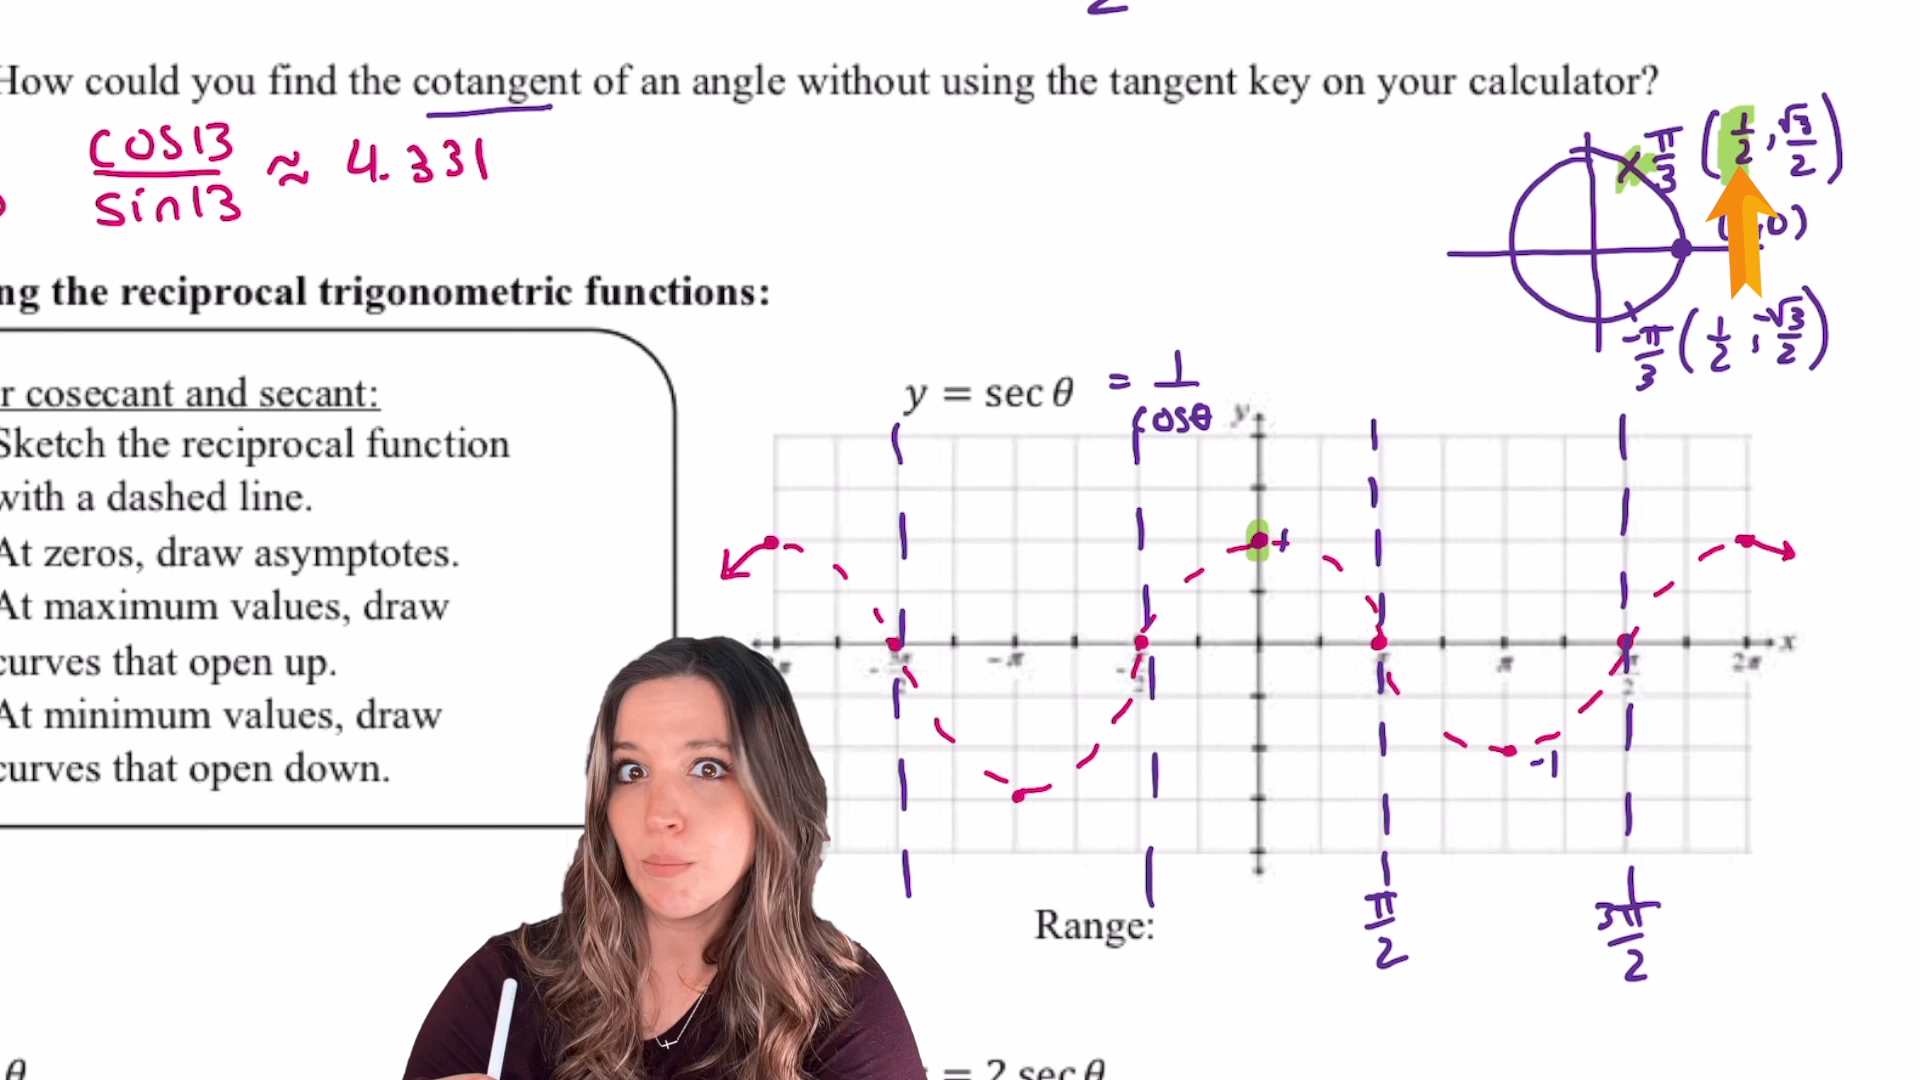 How could you find the cotangent of an angle without using the tangent key on your calculator?
cos13
sin13
≈ 4.331
π/3 (1/2, √3/2)
0)
-π/3 (1/2, -√3/2)
ng the reciprocal trigonometric functions:
r cosecant and secant:
Sketch the reciprocal function
with a dashed line.
At zeros, draw asymptotes.
At maximum values, draw
curves that open up.
At minimum values, draw
curves that open down.
y = sec θ = 1/cosθ
y
1
x
-π
π
2π
-1
Range:
π/2
3π/2
θ
= 2 sec θ